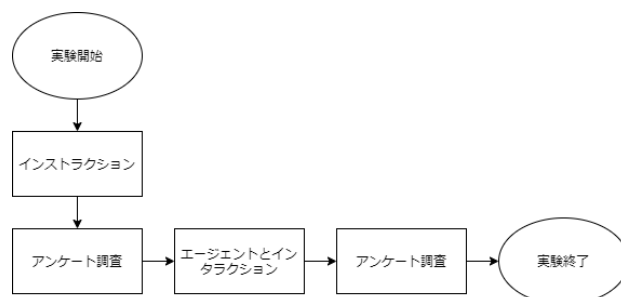 実験開始
インストラクション
アンケート調査
エージェントとイン
タラクション
アンケート調査
実験終了